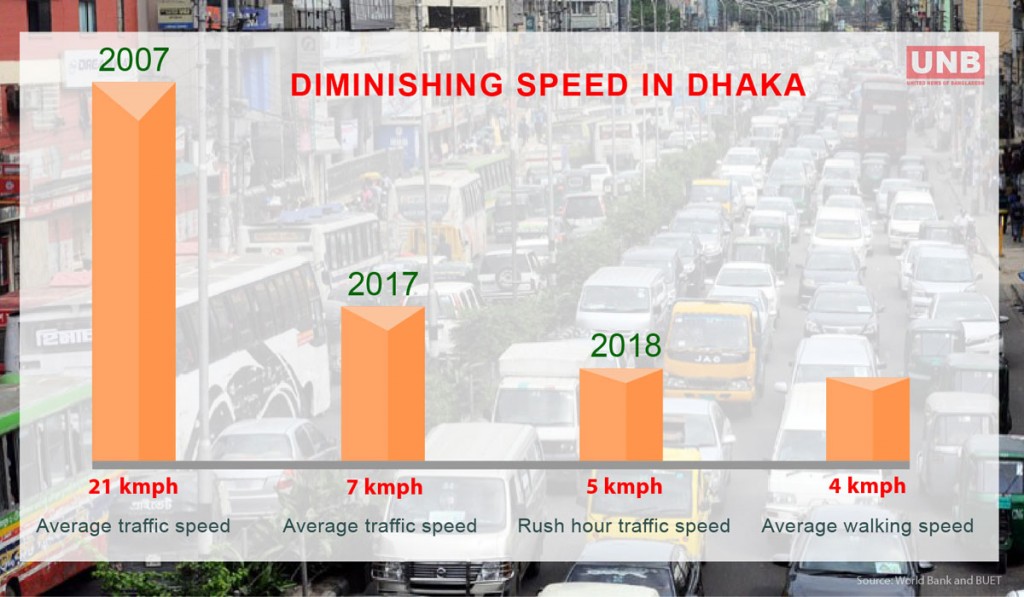 DIMINISHING SPEED IN DHAKA
UNB
UNITED NEWS OF BANGLADESH
2007
2017
2018
JAC
21 kmph
7 kmph
5 kmph
4 kmph
Average traffic speed
Average traffic speed
Rush hour traffic speed
Average walking speed
Source: World Bank and BUET